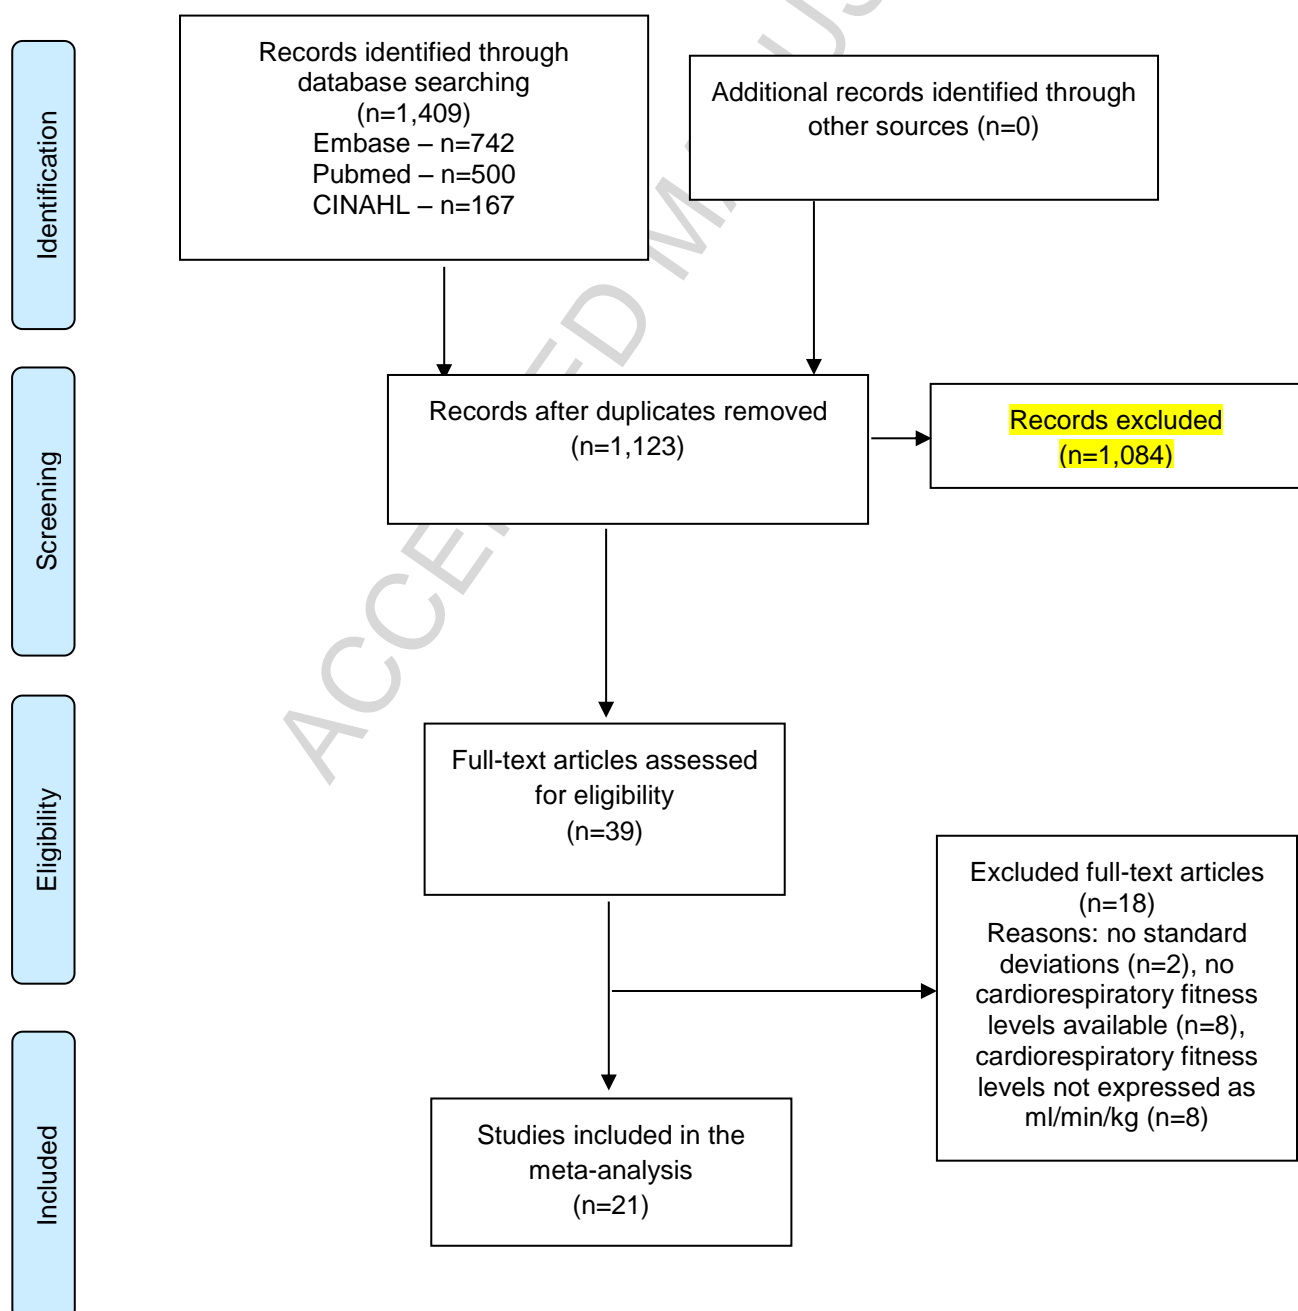 Identification
Records identified through
database searching
(n=1,409)
Embase – n=742
Pubmed – n=500
CINAHL – n=167
Additional records identified through
other sources (n=0)
Screening
Records after duplicates removed
(n=1,123)
Records excluded
(n=1,084)
Eligibility
Full-text articles assessed
for eligibility
(n=39)
Excluded full-text articles
(n=18)
Reasons: no standard
deviations (n=2), no
cardiorespiratory fitness
levels available (n=8),
cardiorespiratory fitness
levels not expressed as
ml/min/kg (n=8)
Included
Studies included in the
meta-analysis
(n=21)